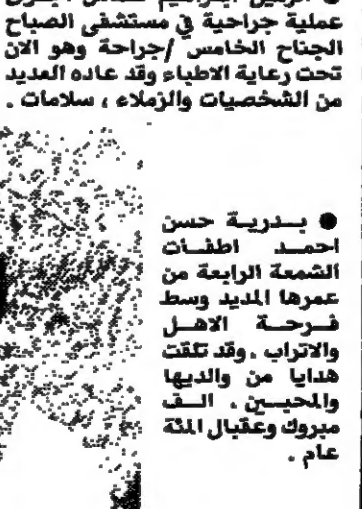 عملية جراحية في مستشفى الصباح
الجناح الخامس /جراحة وهو الان
تحت رعاية الاطباء وقد عاده العديد
من الشخصيات والزملاء ، سلامات .
● بدرية حسن
احمد اطفات
الشمعة الرابعة من
عمرها المديد وسط
فرحة الاهل
والاتراب . وقد تلقت
هدايا من والديها
والمحبين . الف
مبروك وعقبال المئة
عام .